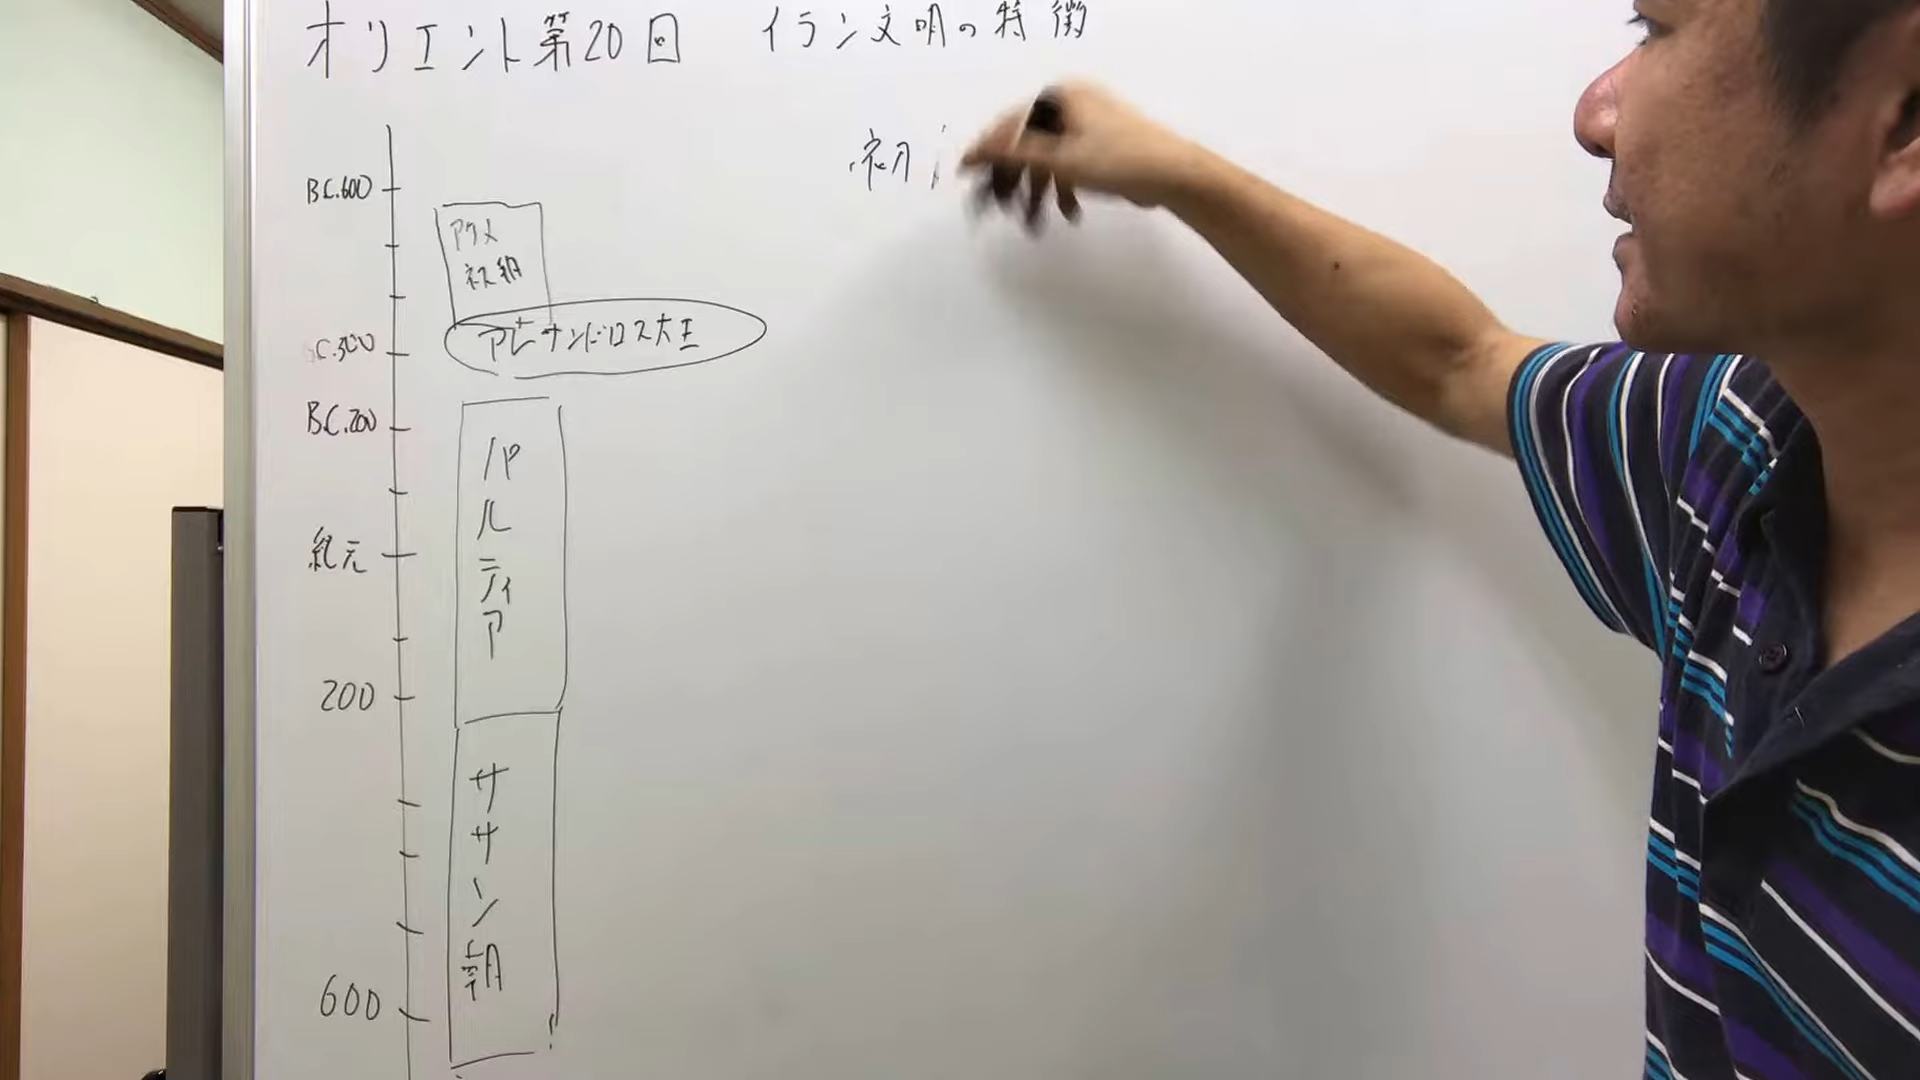 オリエント第20回 イラン文明の特徴
初
BC.600
アケメ
ネス朝
アレサンドロス大王
C.300
B.C.200
パルティア
紀元
200
ササン朝
600